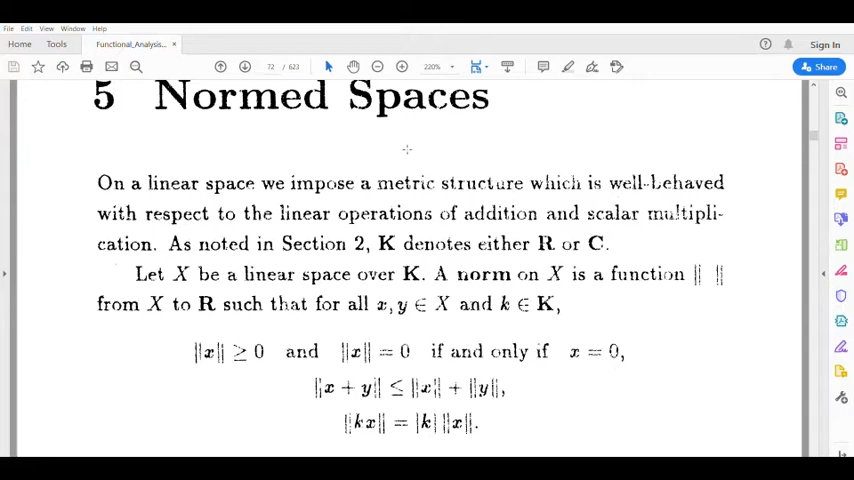 File Edit View Window Help
Home Tools Functional_Analysis... × Sign In
72 / 623 220% Share
5 Normed Spaces
On a linear space we impose a metric structure which is well-behaved
with respect to the linear operations of addition and scalar multipli-
cation. As noted in Section 2, K denotes either R or C.
Let X be a linear space over K. A norm on X is a function || ||
from X to R such that for all x, y ∈ X and k ∈ K,
||x|| ≥ 0 and ||x|| = 0 if and only if x = 0,
||x + y|| ≤ ||x|| + ||y||,
||kx|| = |k| ||x||.